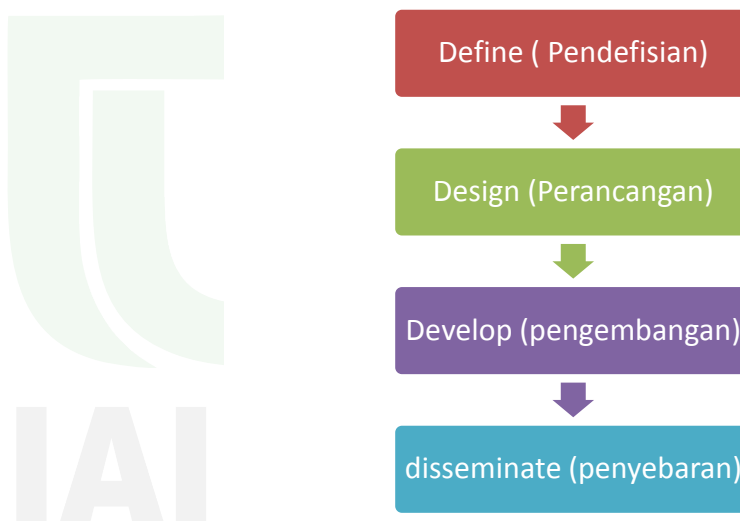 Define ( Pendefisian)
Design (Perancangan)
Develop (pengembangan)
disseminate (penyebaran)
IAI